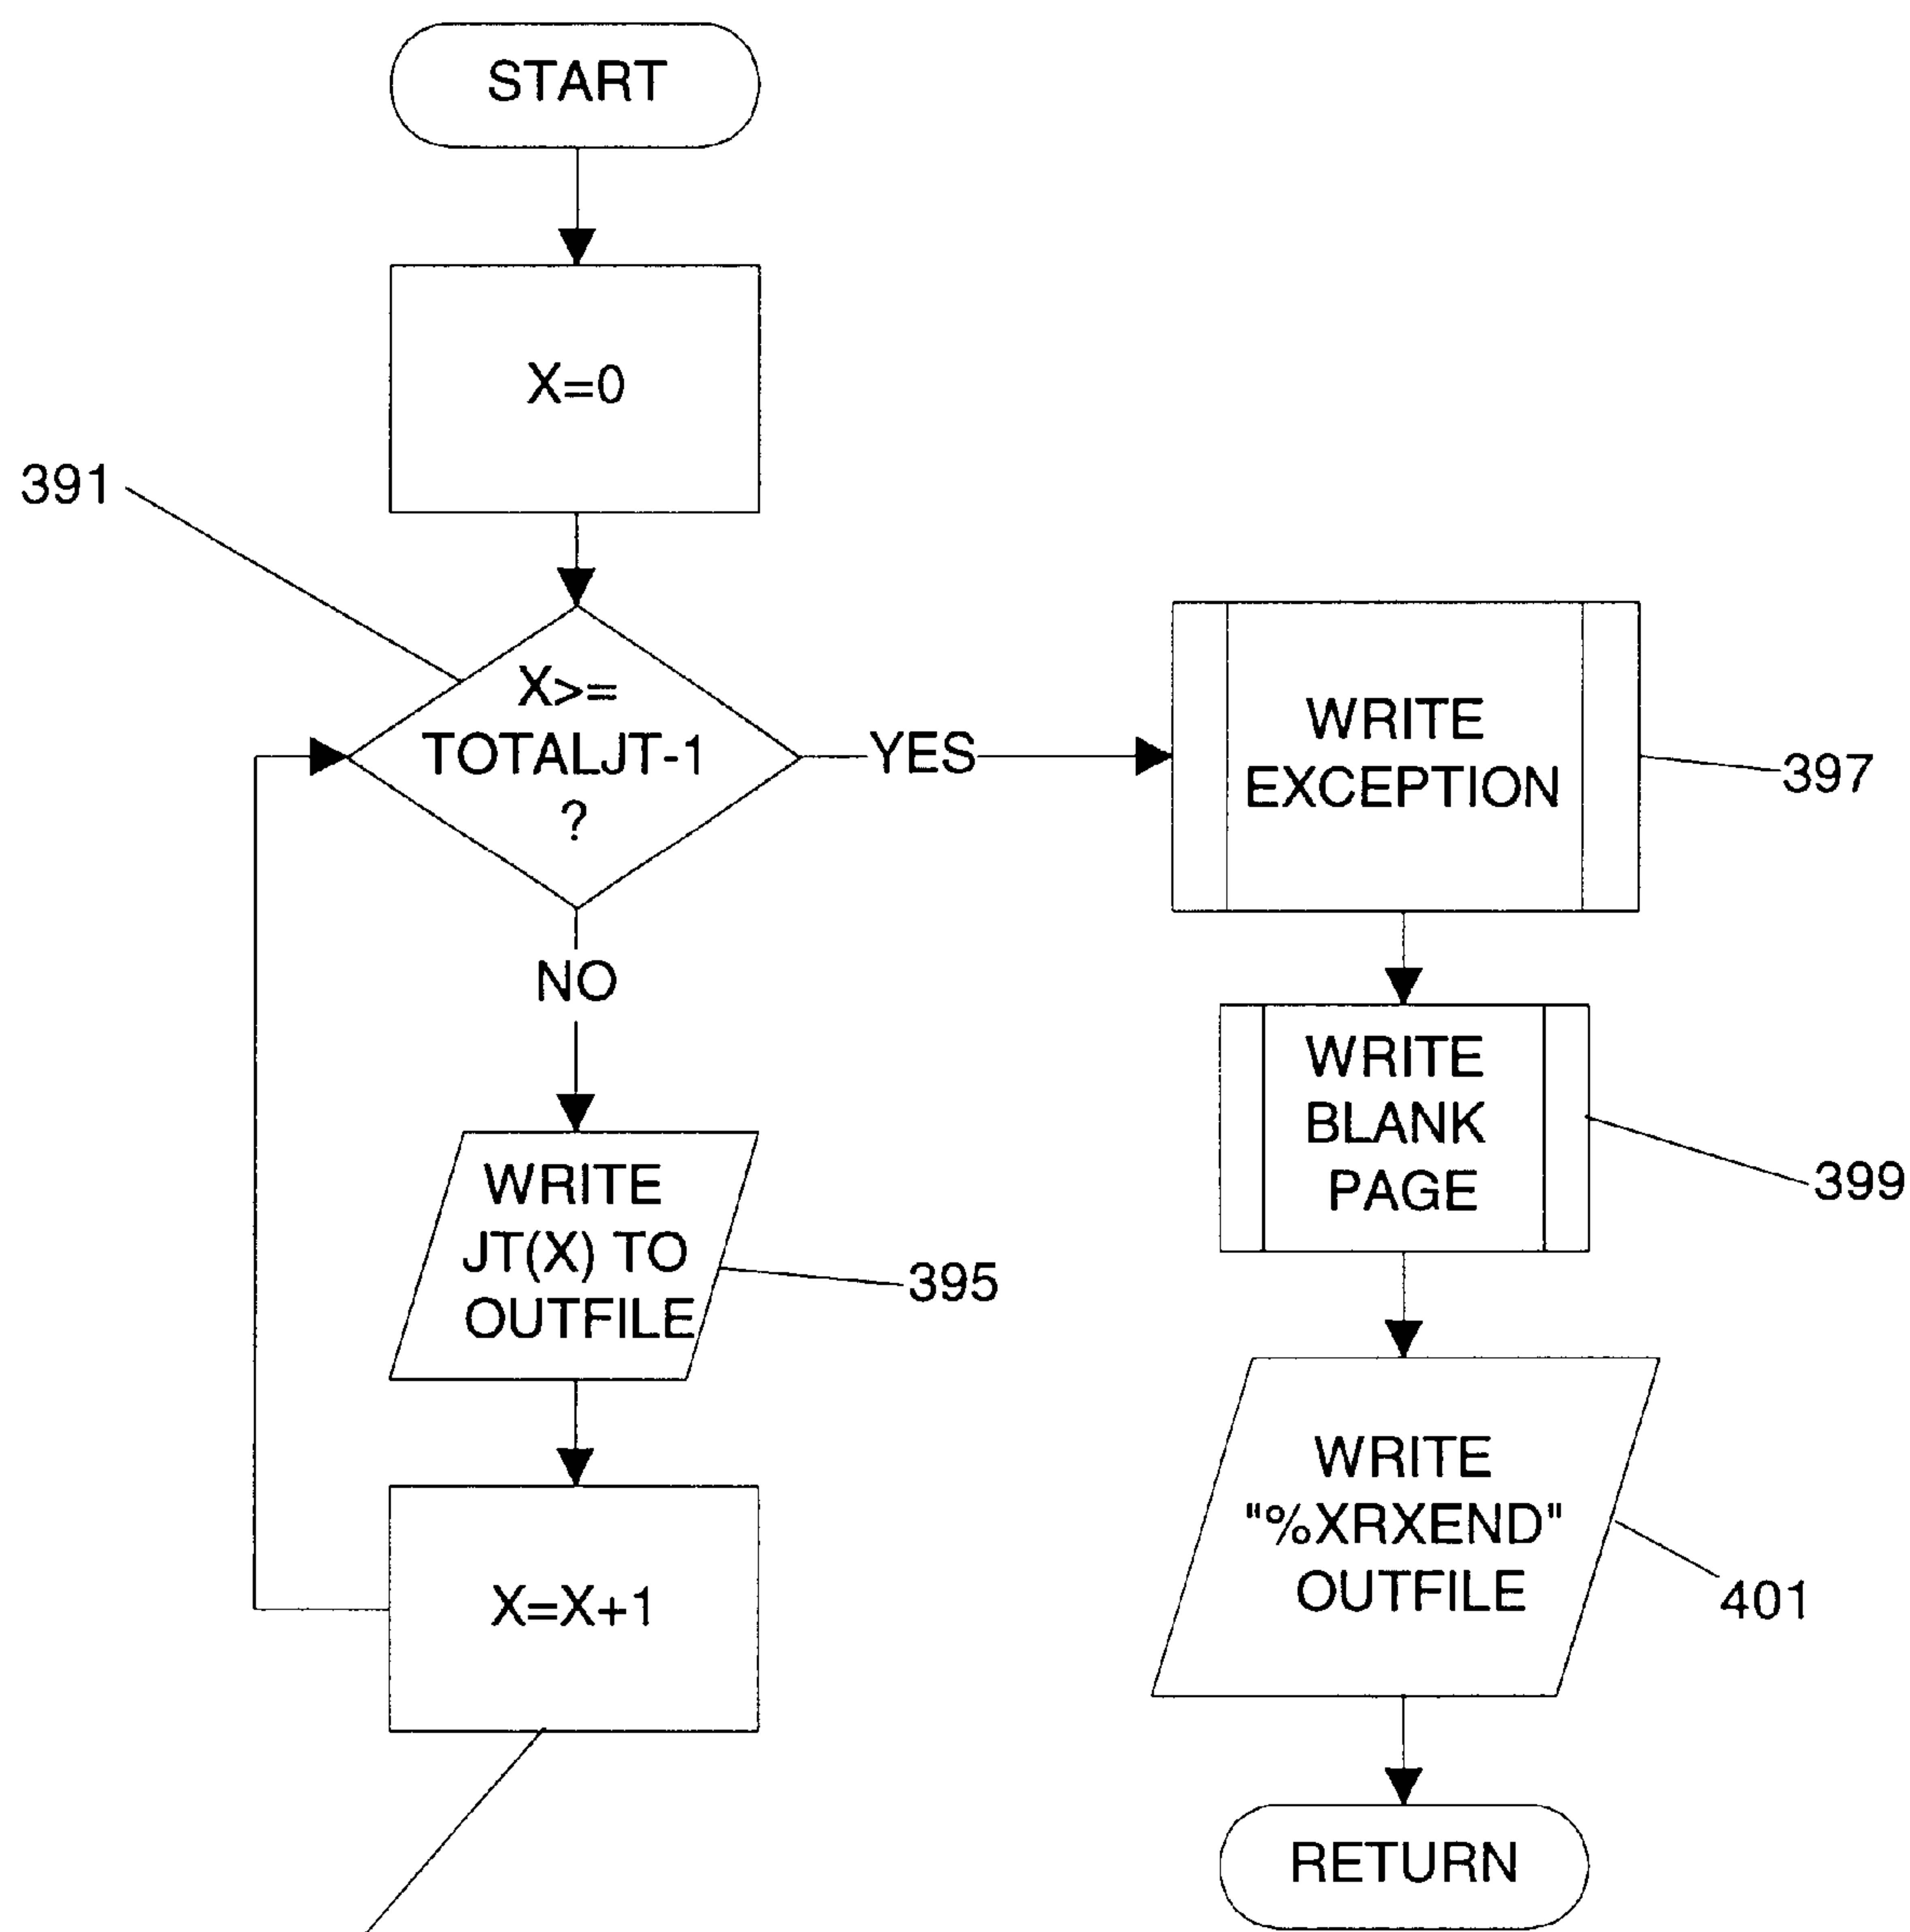 START
X=0
391
X>=
TOTALJT-1
?
YES
NO
WRITE
JT(X) TO
OUTFILE
395
X=X+1
WRITE
EXCEPTION
397
WRITE
BLANK
PAGE
399
WRITE
"%XRXEND"
OUTFILE
401
RETURN